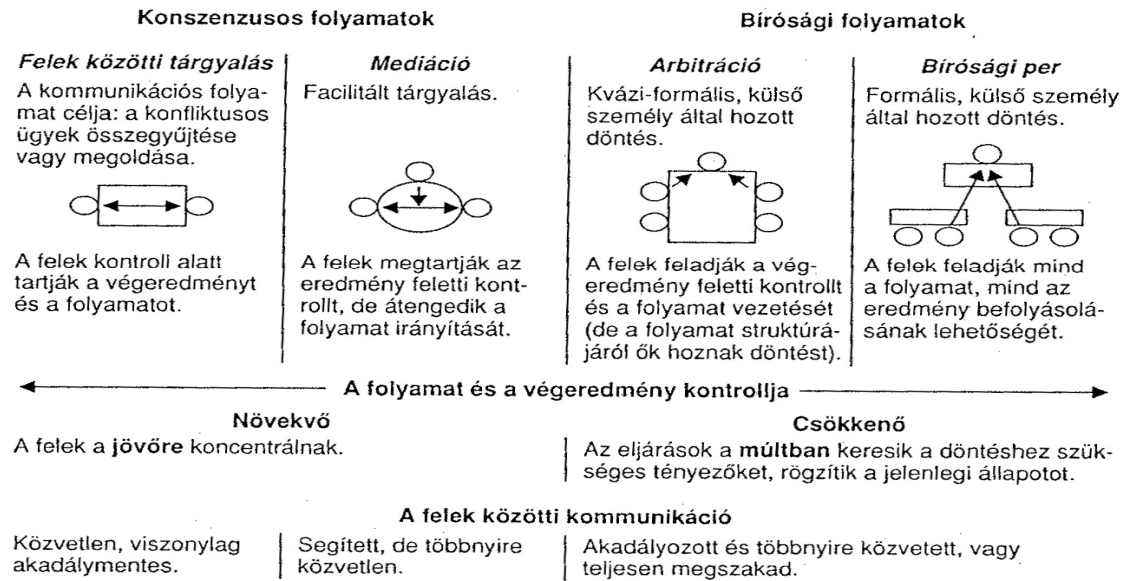 Konszenzusos folyamatok
Bírósági folyamatok
Felek közötti tárgyalás
A kommunikációs folya-
mat célja: a konfliktusos
ügyek összegyűjtése
vagy megoldása.
A felek kontroll alatt
tartják a végeredményt
és a folyamatot.
Mediáció
Facilitált tárgyalás.
A felek megtartják az
eredmény feletti kont-
rollt, de átengedik a
folyamat irányítását.
Arbitráció
Kvázi-formális, külső
személy által hozott
döntés.
A felek feladják a vég-
eredmény feletti kontrollt
és a folyamat vezetését
(de a folyamat struktúrá-
járól ők hoznak döntést).
Bírósági per
Formális, külső személy
által hozott döntés.
A felek feladják mind
a folyamat, mind az
eredmény befolyásolá-
sának lehetőségét.
A folyamat és a végeredmény kontrollja
Növekvő
A felek a jövőre koncentrálnak.
Csökkenő
Az eljárások a múltban keresik a döntéshez szük-
séges tényezőket, rögzítik a jelenlegi állapotot.
A felek közötti kommunikáció
Közvetlen, viszonylag
akadálymentes.
Segített, de többnyire
közvetlen.
Akadályozott és többnyire közvetett, vagy
teljesen megszakad.